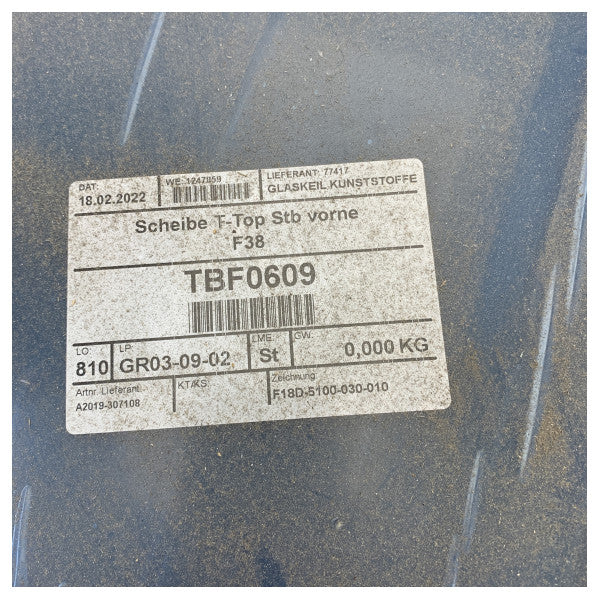 DAT: WE: 1247859 LIEFERANT: 77417
18.02.2022 GLASKEIL KUNSTSTOFFE
Scheibe T-Top Stb vorne
F38
TBF0609
LO: LP: LME: GW:
810 GR03-09-02 St 0,000 KG
Artnr. Lieferant: KT/KS: Zeichnung:
A2019-307108 F18D-5100-030-010